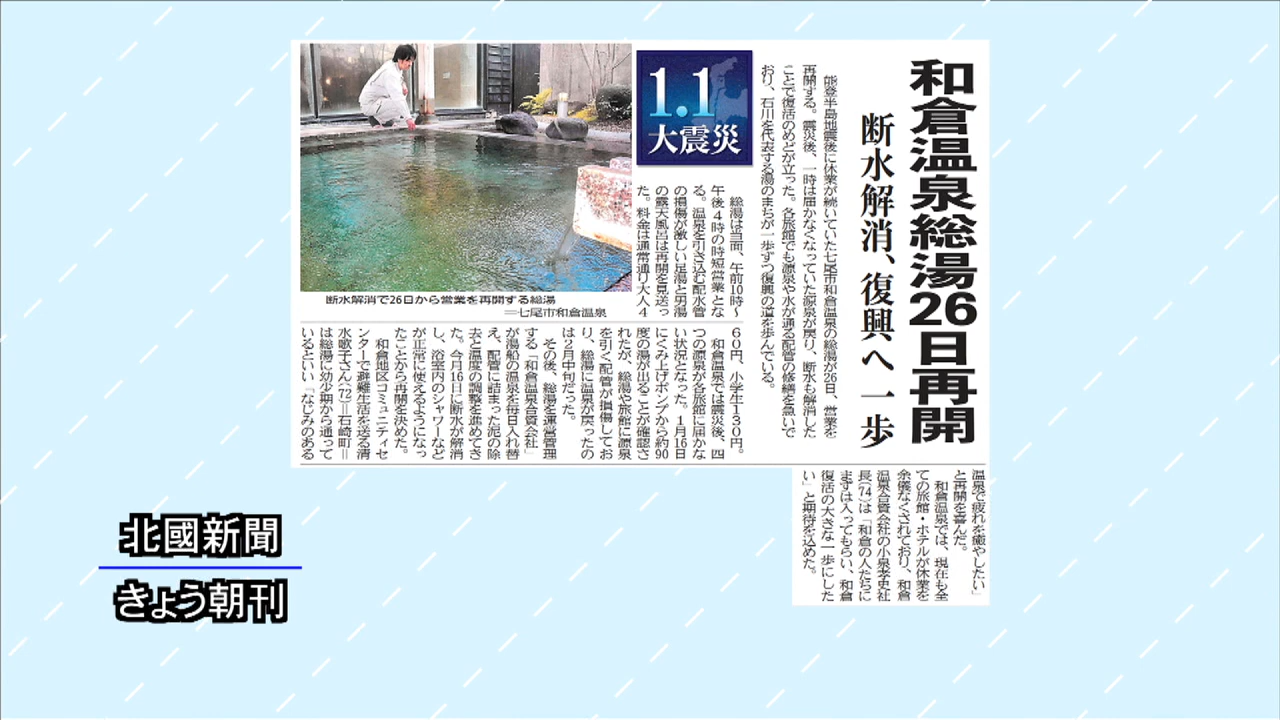 和倉温泉総湯26日再開
断水解消、復興へ一歩
能登半島地震後に休業が続いていた七尾市和倉温泉の総湯が26日、営業を
再開する。震災後、一時は届かなくなっていた源泉が戻り、断水も解消した
ことで復活のめどが立った。各旅館でも源泉や水が通る配管の修繕を急いで
おり、石川を代表する湯のまちが一歩ずつ復興の道を歩んでいる。
1.1
大震災
断水解消で26日から営業を再開する総湯
＝七尾市和倉温泉
総湯は当面、午前10時～
午後4時の時短営業とな
る。温泉を引き込む配水管
の損傷が激しい足湯と男湯
の露天風呂は再開を見送っ
た。料金は通常通り大人4
60円、小学生130円。
和倉温泉では震災後、四
つの源泉が各旅館に届かな
い状況となった。1月16日
にくみ上げポンプから約90
度の湯が出ることが確認さ
れたが、総湯や旅館に源泉
を引く配管が損傷してお
り、総湯に温泉が戻ったの
は2月中旬だった。
その後、総湯を運営管理
する「和倉温泉合資会社」
が湯船の温泉を毎日入れ替
え、配管に詰まった泥の除
去と温度の調整を進めてき
た。今月16日に断水が解消
し、浴室内のシャワーなど
が正常に使えるようになっ
たことから再開を決めた。
和倉地区コミュニティセ
ンターで避難生活を送る清
水歌子さん(72)＝石崎町＝
は総湯に幼少期から通って
いるといい「なじみのある
温泉で疲れを癒やしたい」
と再開を喜んだ。
和倉温泉では、現在も全
ての旅館・ホテルが休業を
余儀なくされており、和倉
温泉合資会社の小泉孝史社
長(74)は「和倉の人たちに
まずは入ってもらい、和倉
復活の大きな一歩にした
い」と期待を込めた。
北國新聞
きょう朝刊